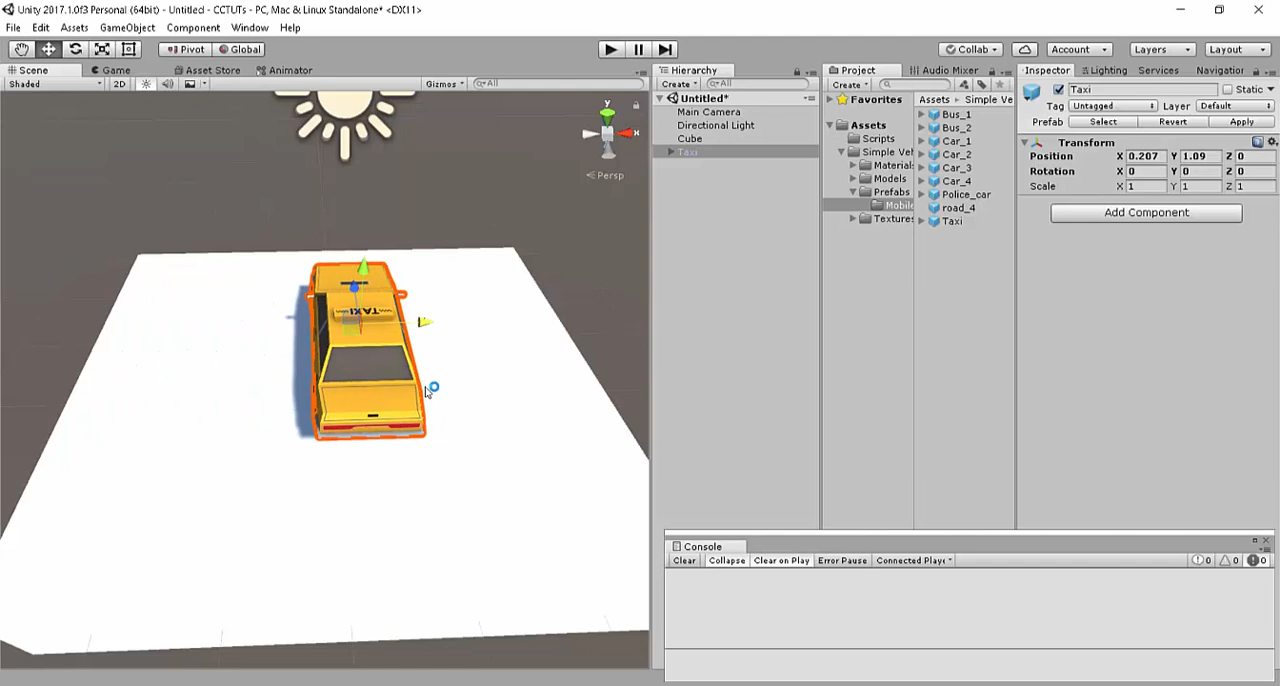 Unity 2017.1.0f3 Personal (64bit) - Untitled - CCTUTs - PC, Mac & Linux Standalone* <DX11>
File Edit Assets GameObject Component Window Help
Pivot Global Collab Account Layers Layout
Scene Game Asset Store Animator
Shaded 2D Gizmos All
y
x
Persp
TAXI
Hierarchy
Create All
Untitled*
Main Camera
Directional Light
Cube
Taxi
Project Audio Mixer
Create
Favorites
Assets
Scripts
Simple Veh
Material
Models
Prefabs
Mobile
Textures
Assets Simple Ve
Bus_1
Bus_2
Car_1
Car_2
Car_3
Car_4
Police_car
road_4
Taxi
Inspector Lighting Services Navigation
Taxi Static
Tag Untagged Layer Default
Prefab Select Revert Apply
Transform
Position X 0.207 Y 1.09 Z 0
Rotation X 0 Y 0 Z 0
Scale X 1 Y 1 Z 1
Add Component
Console
Clear Collapse Clear on Play Error Pause Connected Playe 0 0 0